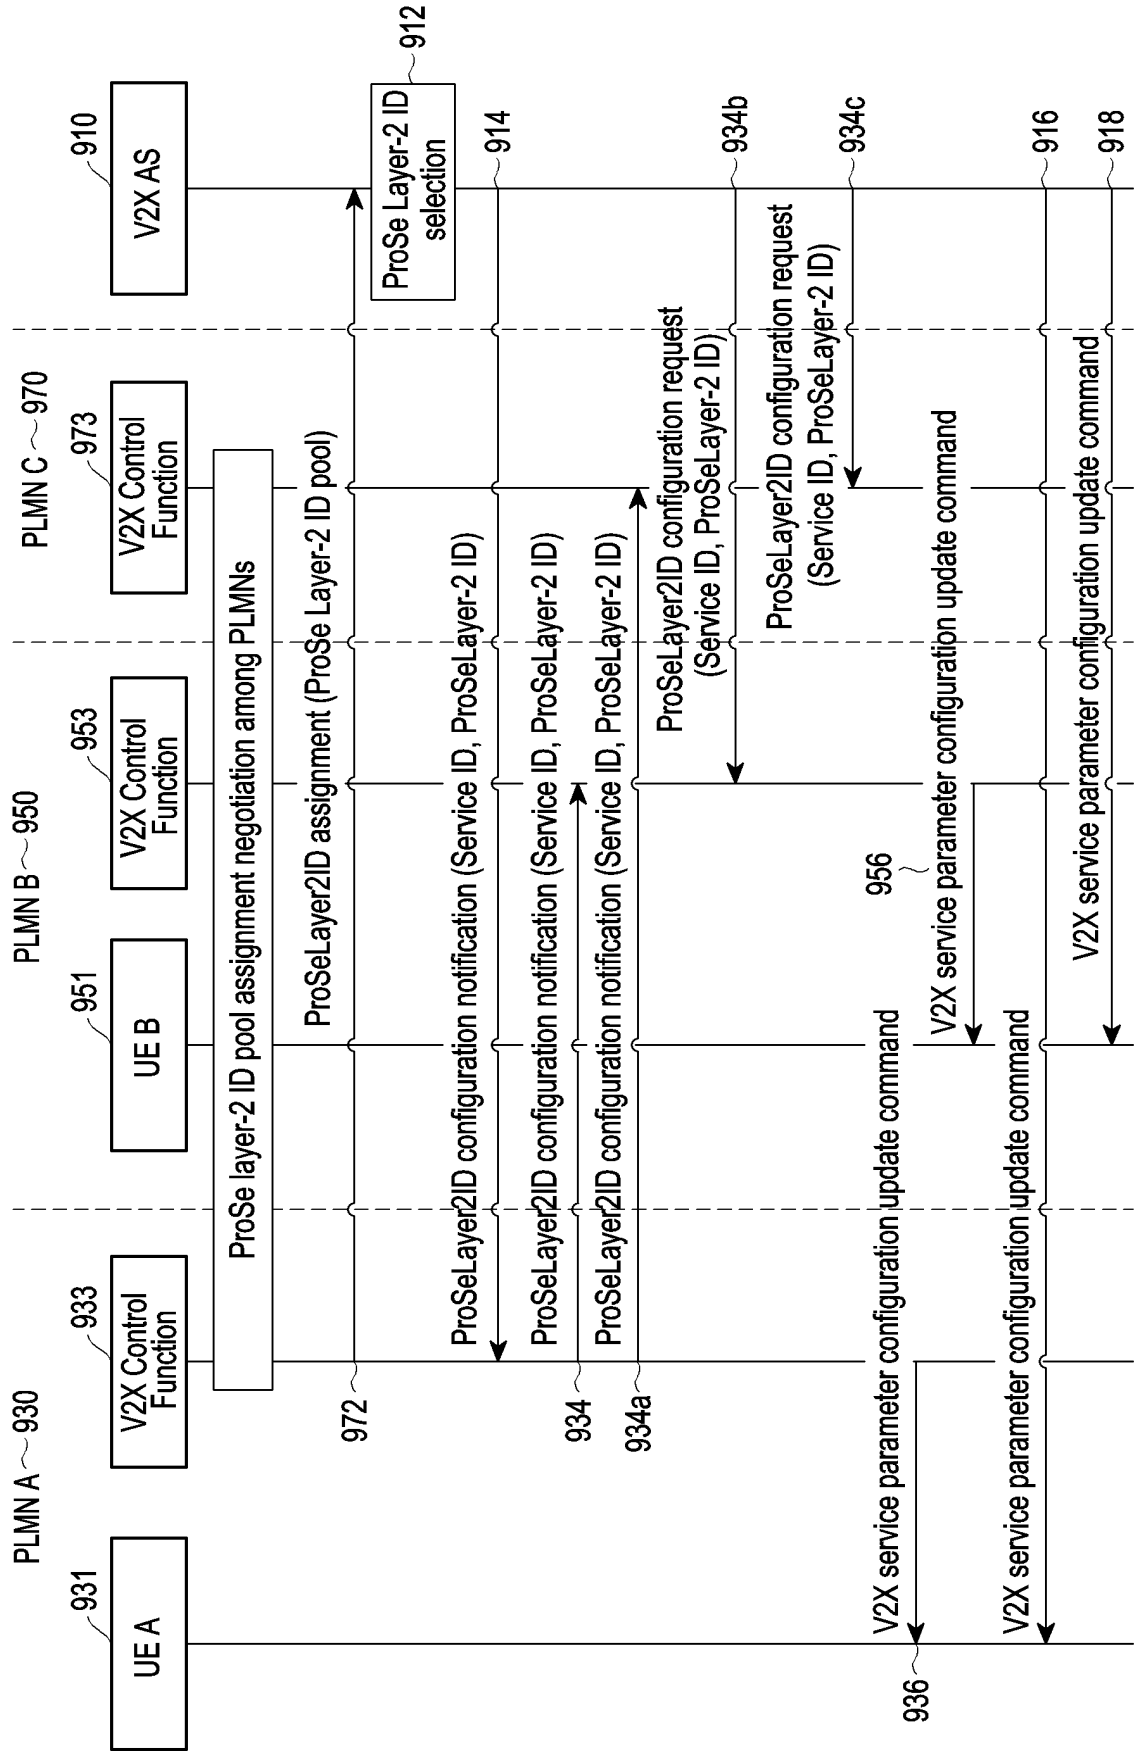 PLMN A ~ 930
PLMN B ~ 950
PLMN C ~ 970
931
933
951
953
973
910
UE A
V2X Control
Function
UE B
V2X Control
Function
V2X Control
Function
V2X AS
ProSe layer-2 ID pool assignment negotiation among PLMNs
ProSeLayer2ID assignment (ProSe Layer-2 ID pool)
972
ProSe Layer-2 ID
selection
912
ProSeLayer2ID configuration notification (Service ID, ProSeLayer-2 ID)
914
ProSeLayer2ID configuration notification (Service ID, ProSeLayer-2 ID)
934
ProSeLayer2ID configuration notification (Service ID, ProSeLayer-2 ID)
934a
ProSeLayer2ID configuration request
(Service ID, ProSeLayer-2 ID)
934b
ProSeLayer2ID configuration request
(Service ID, ProSeLayer-2 ID)
934c
V2X service parameter configuration update command
936
956
V2X service parameter configuration update command
V2X service parameter configuration update command
916
V2X service parameter configuration update command
918